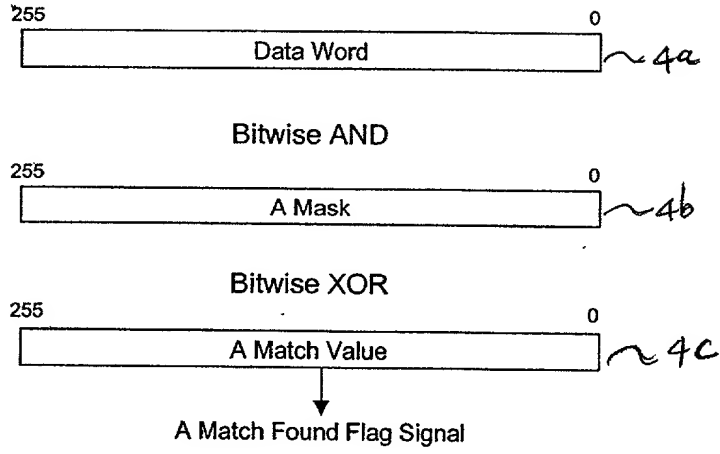 255 0
Data Word 4a
Bitwise AND
255 0
A Mask 4b
Bitwise XOR
255 0
A Match Value 4c
A Match Found Flag Signal